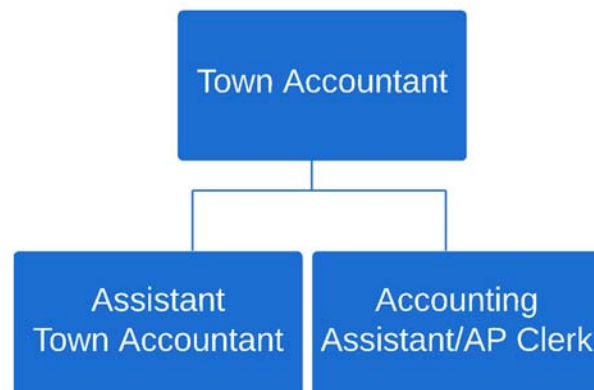 Town Accountant
Assistant
Town Accountant
Accounting
Assistant/AP Clerk